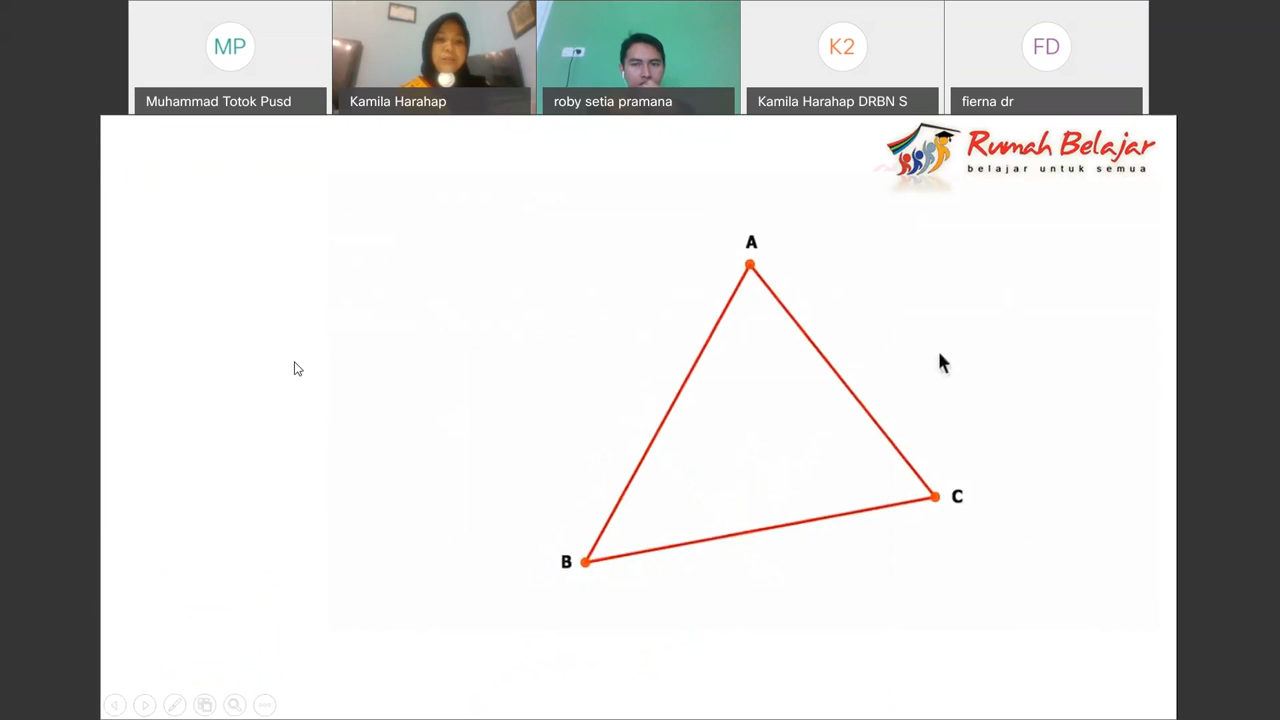 MP
Muhammad Totok Pusd
Kamila Harahap
roby setia pramana
K2
Kamila Harahap DRBN S
FD
fierna dr
Rumah Belajar
belajar untuk semua
A
B
C